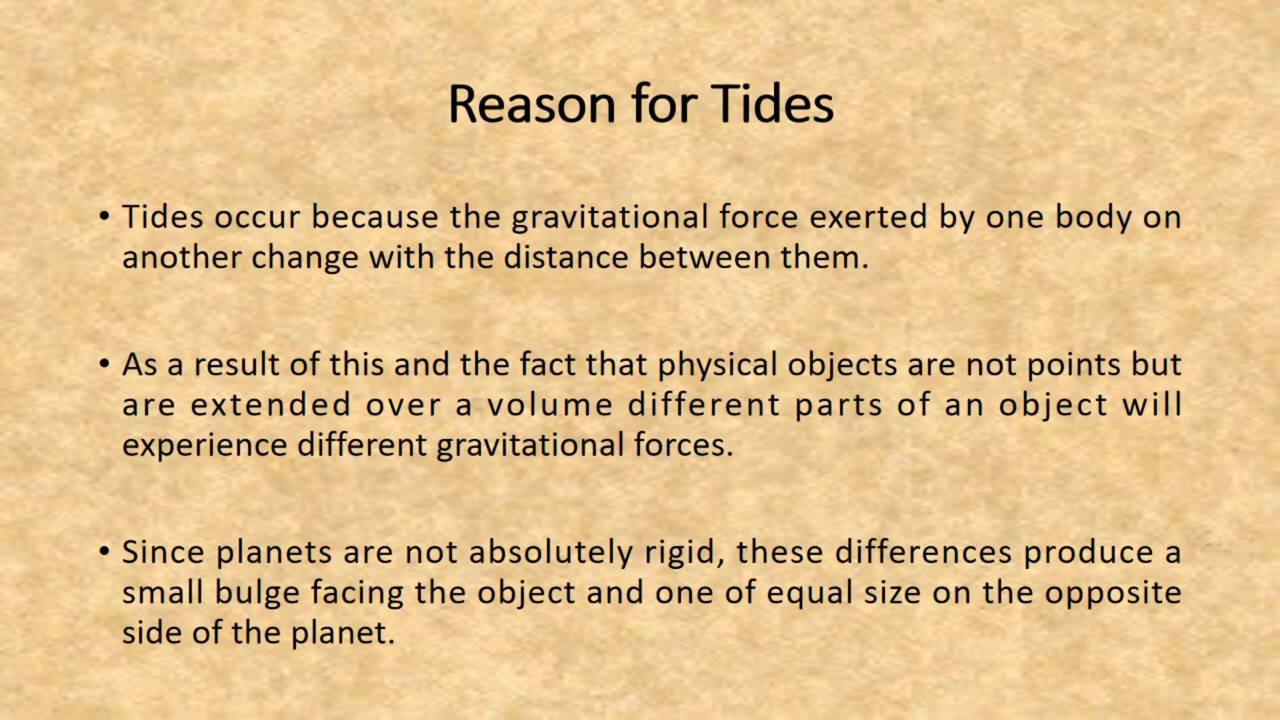 Reason for Tides
• Tides occur because the gravitational force exerted by one body on
another change with the distance between them.
• As a result of this and the fact that physical objects are not points but
are extended over a volume different parts of an object will
experience different gravitational forces.
• Since planets are not absolutely rigid, these differences produce a
small bulge facing the object and one of equal size on the opposite
side of the planet.